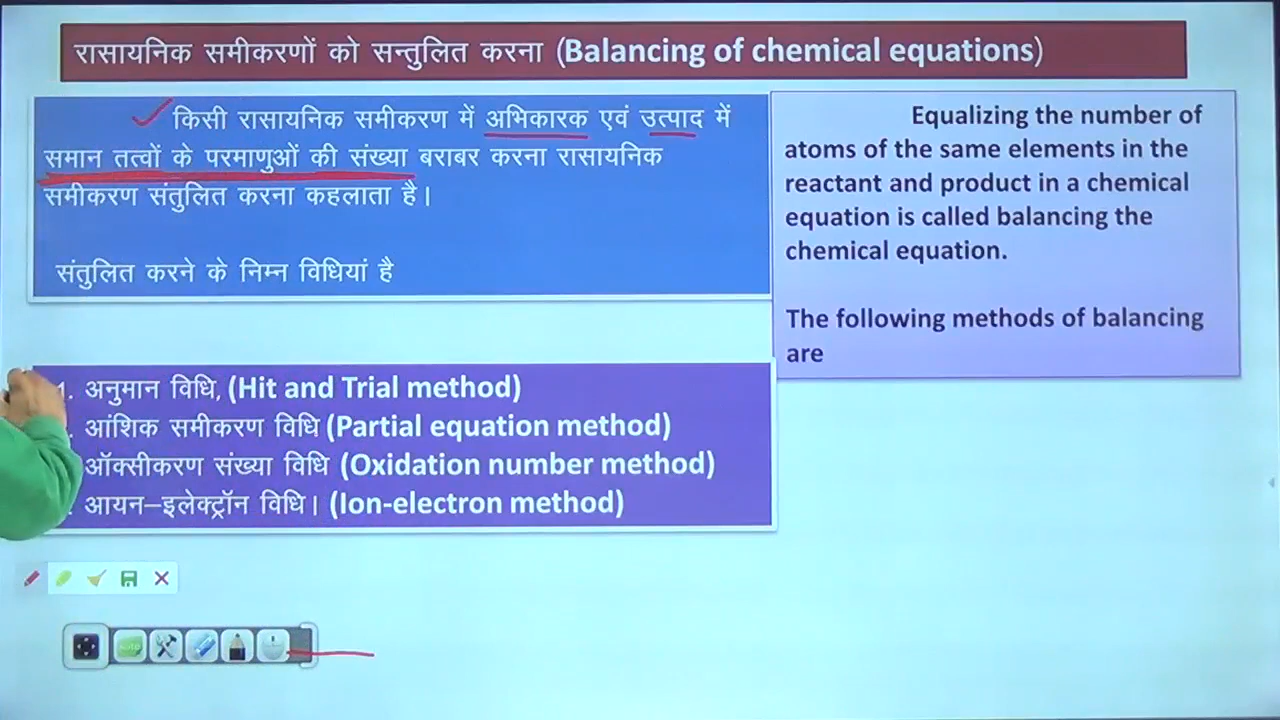 रासायनिक समीकरणों को सन्तुलित करना (Balancing of chemical equations)
किसी रासायनिक समीकरण में अभिकारक एवं उत्पाद में
समान तत्वों के परमाणुओं की संख्या बराबर करना रासायनिक
समीकरण संतुलित करना कहलाता है।
संतुलित करने के निम्न विधियां है
Equalizing the number of
atoms of the same elements in the
reactant and product in a chemical
equation is called balancing the
chemical equation.
The following methods of balancing
are
1. अनुमान विधि, (Hit and Trial method)
आंशिक समीकरण विधि (Partial equation method)
ऑक्सीकरण संख्या विधि (Oxidation number method)
आयन–इलेक्ट्रॉन विधि। (Ion-electron method)